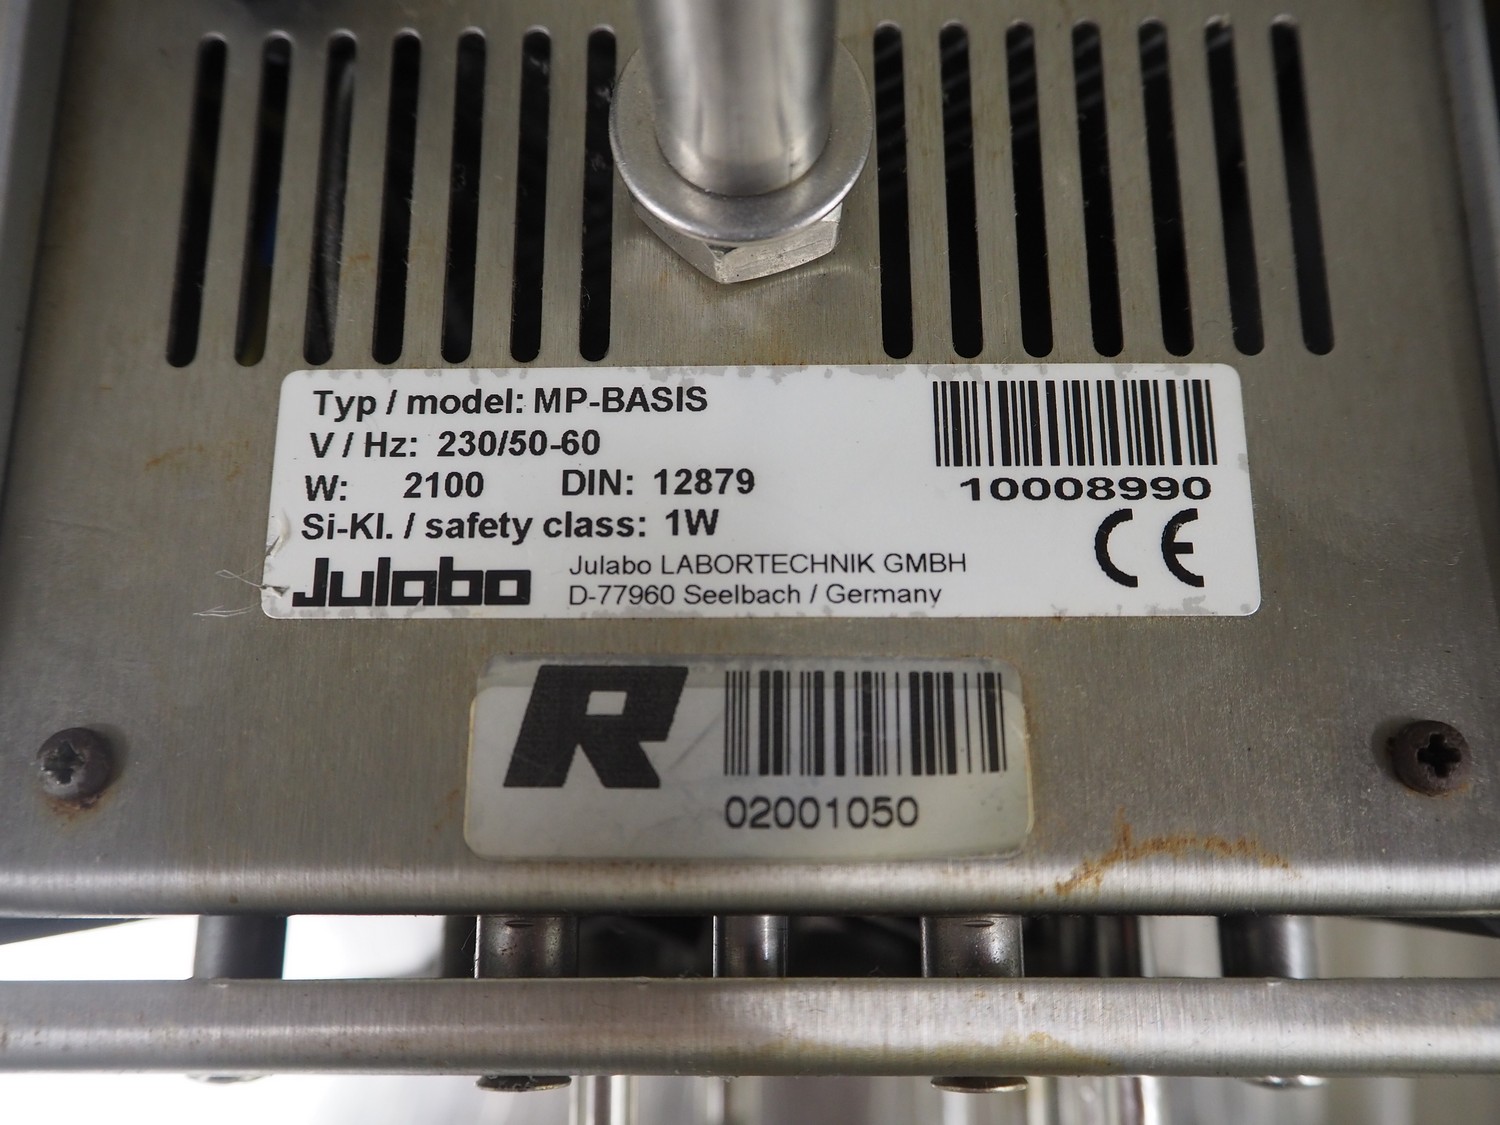 Typ / model: MP-BASIS
V / Hz: 230/50-60
W: 2100 DIN: 12879
Si-Kl. / safety class: 1W
Julabo
Julabo LABORTECHNIK GMBH
D-77960 Seelbach / Germany
10008990
CE
R
02001050